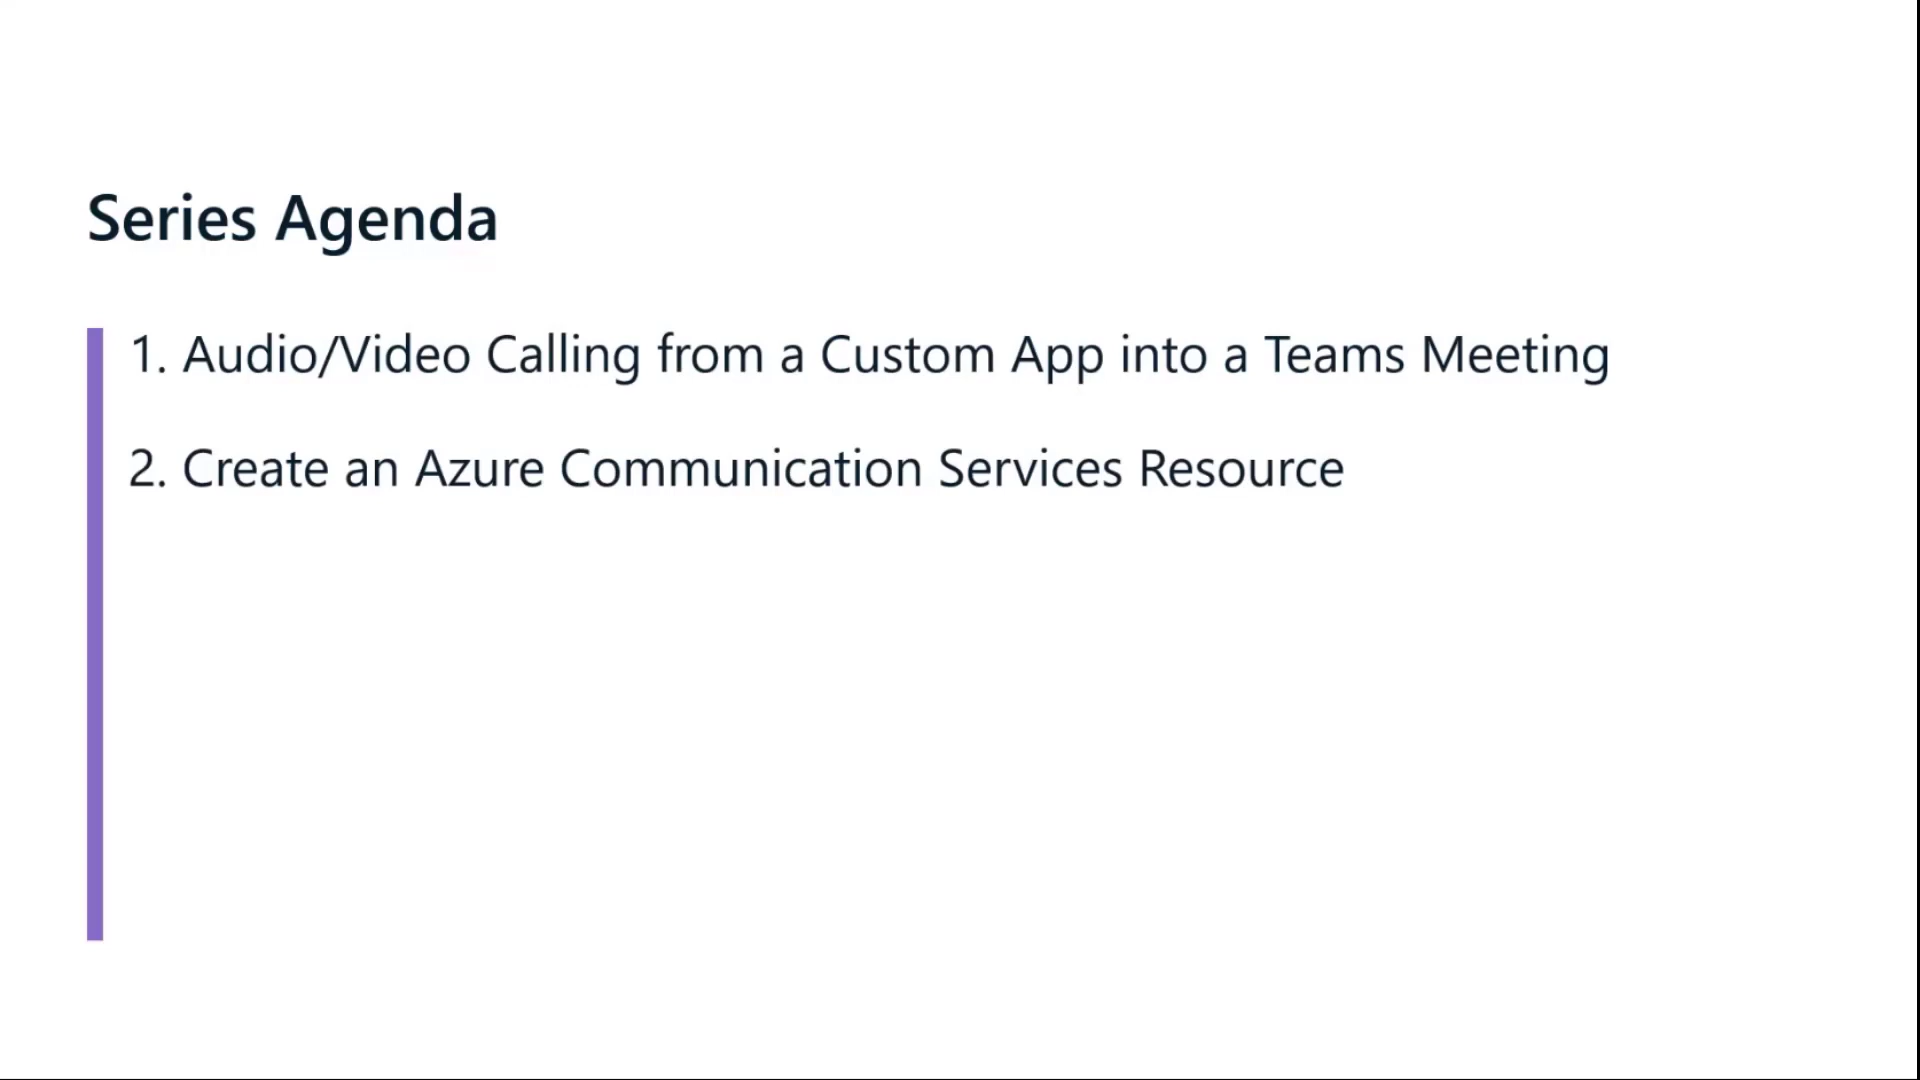 Series Agenda
1. Audio/Video Calling from a Custom App into a Teams Meeting
2. Create an Azure Communication Services Resource